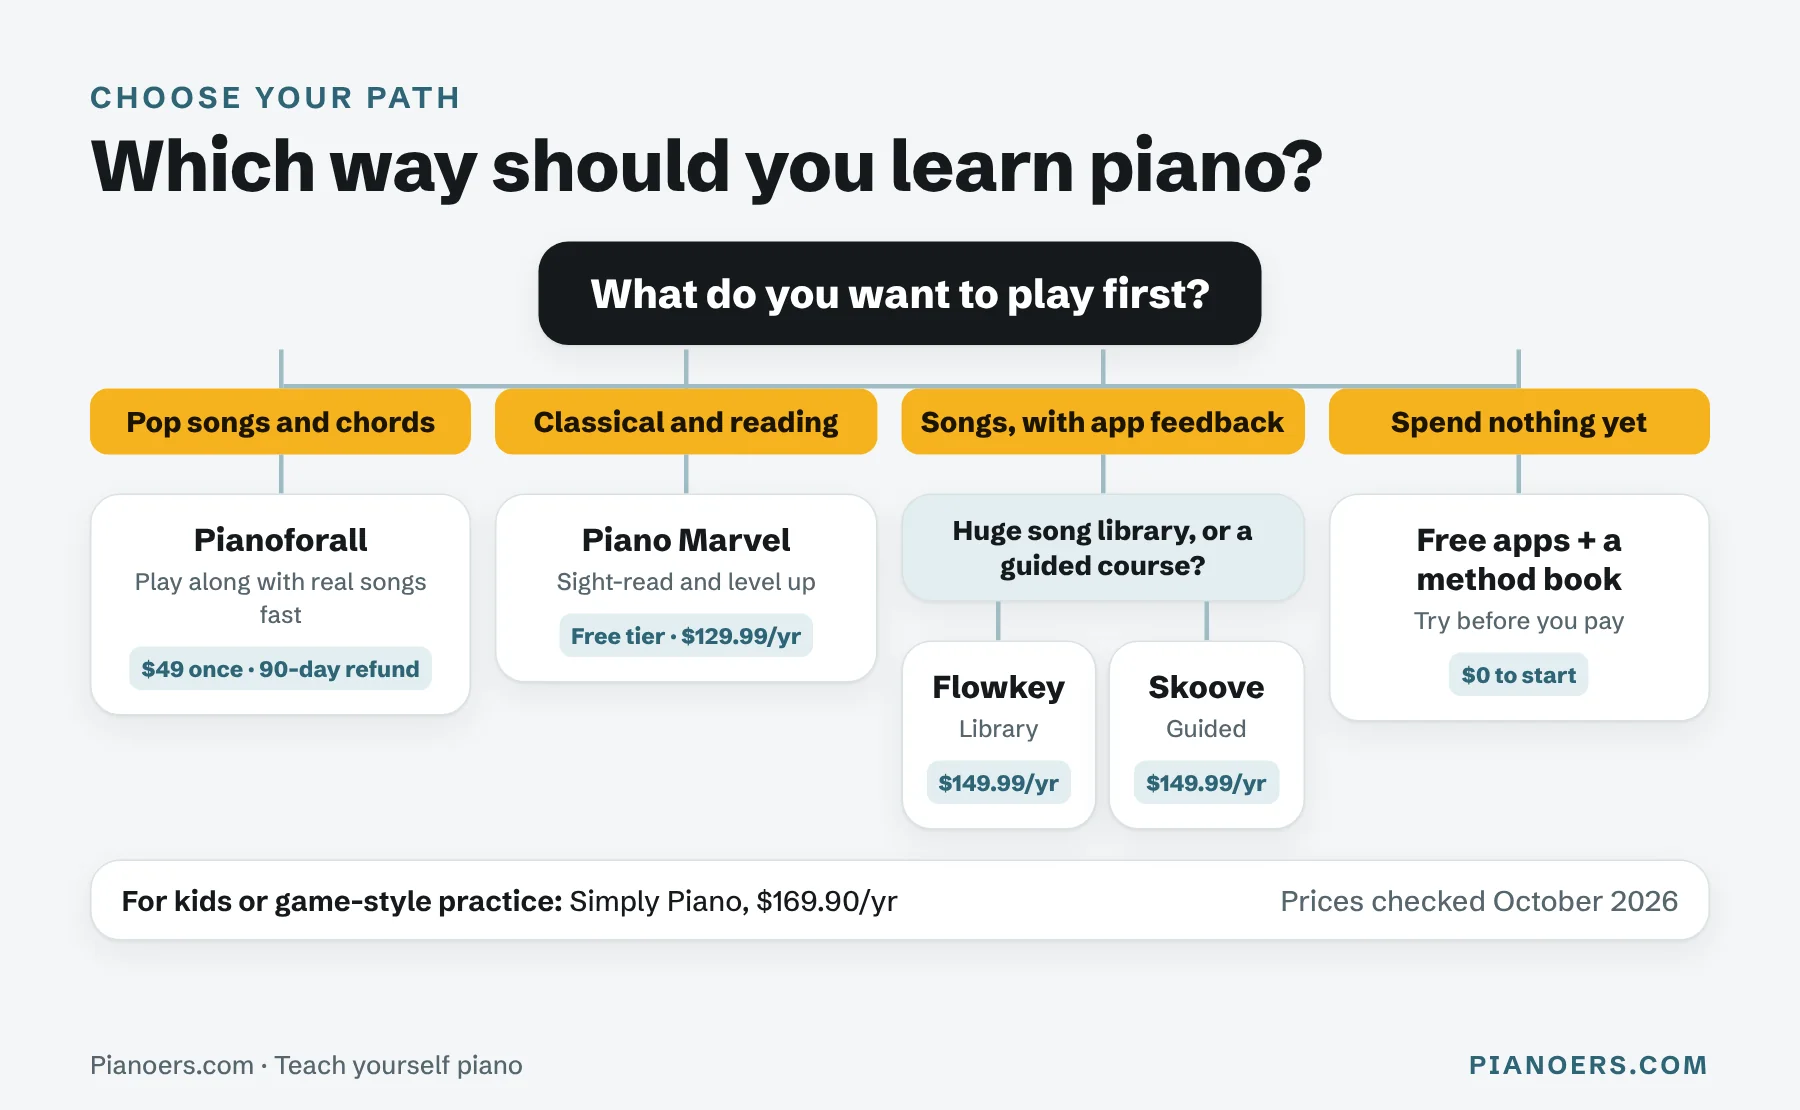 CHOOSE YOUR PATH
Which way should you learn piano?
What do you want to play first?
Pop songs and chords
Classical and reading
Songs, with app feedback
Spend nothing yet
Pianoforall
Play along with real songs
fast
$49 once · 90-day refund
Piano Marvel
Sight-read and level up
Free tier · $129.99/yr
Huge song library, or a
guided course?
Flowkey
Library
$149.99/yr
Skoove
Guided
$149.99/yr
Free apps + a
method book
Try before you pay
$0 to start
For kids or game-style practice: Simply Piano, $169.90/yr
Prices checked October 2026
Pianoers.com · Teach yourself piano
PIANOERS.COM